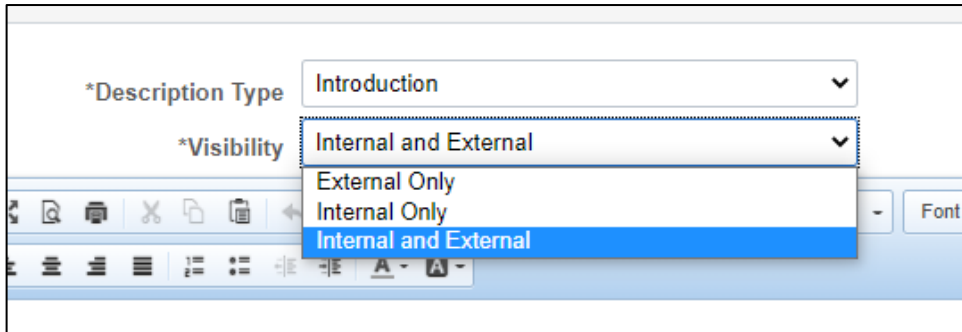 *Description Type Introduction
*Visibility Internal and External
External Only
Internal Only
Internal and External
Font
A A